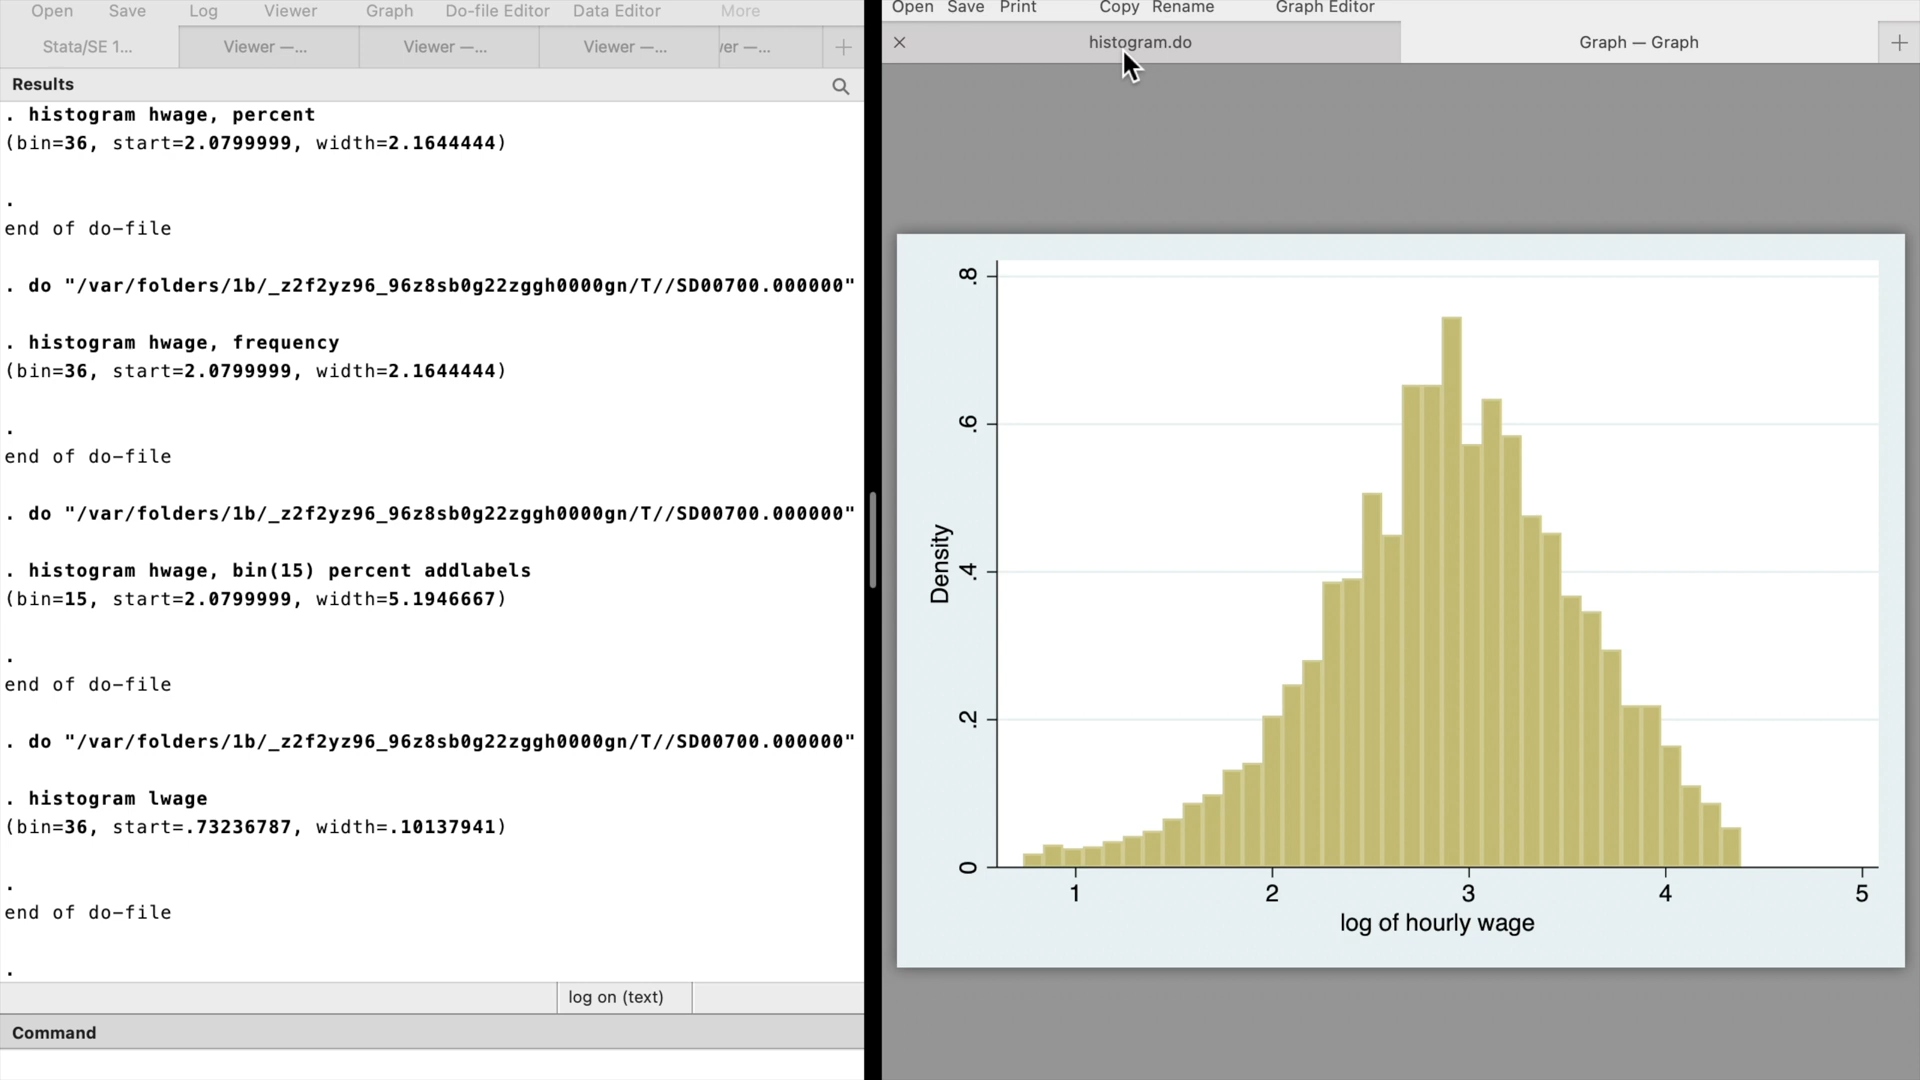 Open Save Log Viewer Graph Do-file Editor Data Editor More
Stata/SE 1... Viewer —... Viewer —... Viewer —... er —...
Results
. histogram hwage, percent
(bin=36, start=2.0799999, width=2.1644444)
.
end of do-file
. do "/var/folders/1b/_z2f2yz96_96z8sb0g22zggh0000gn/T//SD00700.000000"
. histogram hwage, frequency
(bin=36, start=2.0799999, width=2.1644444)
.
end of do-file
. do "/var/folders/1b/_z2f2yz96_96z8sb0g22zggh0000gn/T//SD00700.000000"
. histogram hwage, bin(15) percent addlabels
(bin=15, start=2.0799999, width=5.1946667)
.
end of do-file
. do "/var/folders/1b/_z2f2yz96_96z8sb0g22zggh0000gn/T//SD00700.000000"
. histogram lwage
(bin=36, start=.73236787, width=.10137941)
.
end of do-file
.
log on (text)
Command
Open Save Print Copy Rename Graph Editor
histogram.do Graph — Graph
.8
.6
.4
.2
0
Density
1 2 3 4 5
log of hourly wage